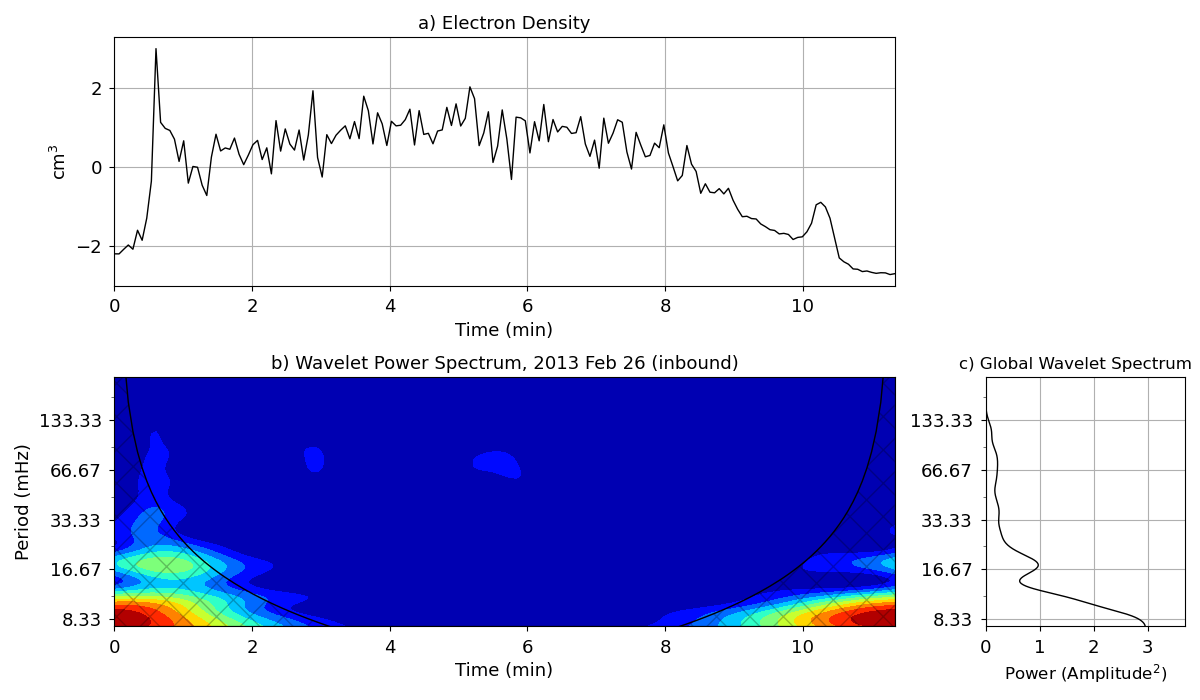 a) Electron Density
cm³
2
0
−2
0 2 4 6 8 10
Time (min)
b) Wavelet Power Spectrum, 2013 Feb 26 (inbound)
Period (mHz)
133.33
66.67
33.33
16.67
8.33
0 2 4 6 8 10
Time (min)
c) Global Wavelet Spectrum
133.33
66.67
33.33
16.67
8.33
0 1 2 3
Power (Amplitude²)